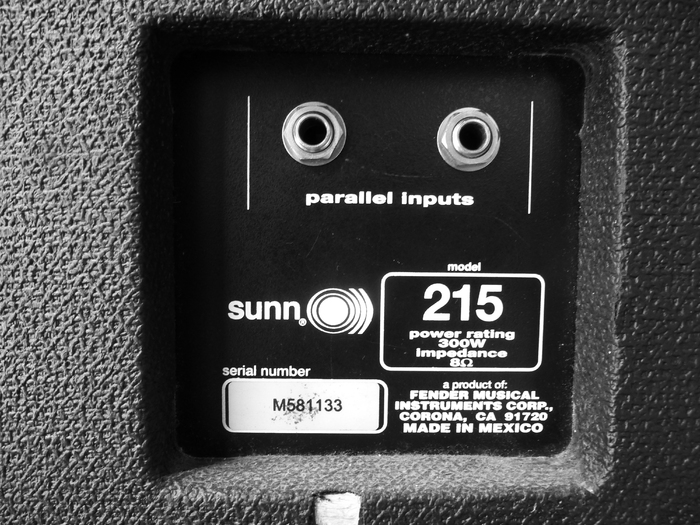 parallel inputs
model
215
power rating
300W
impedance
8Ω
sunn®
serial number
M581133
a product of:
FENDER MUSICAL
INSTRUMENTS CORP.,
CORONA, CA 91720
MADE IN MEXICO